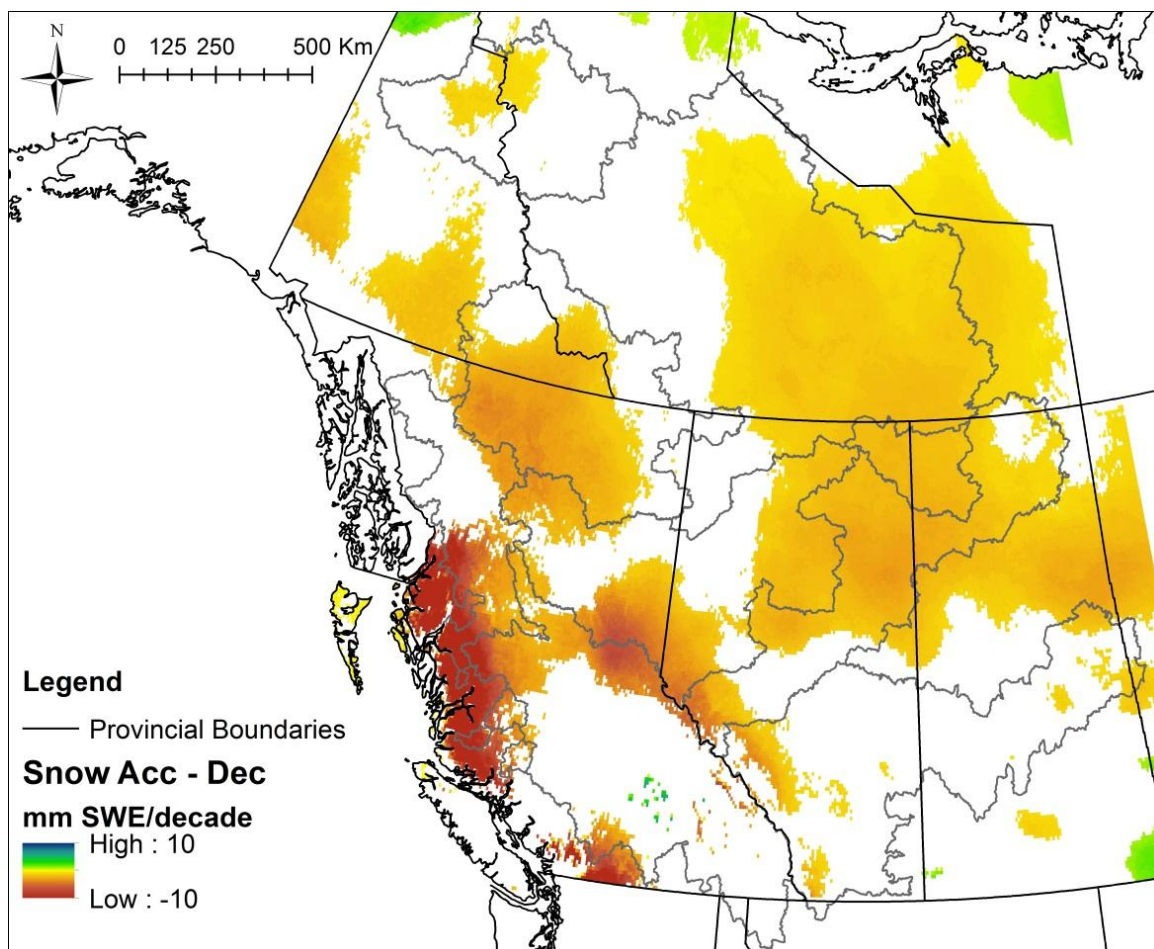 N
0 125 250 500 Km
Legend
Provincial Boundaries
Snow Acc - Dec
mm SWE/decade
High : 10
Low : -10